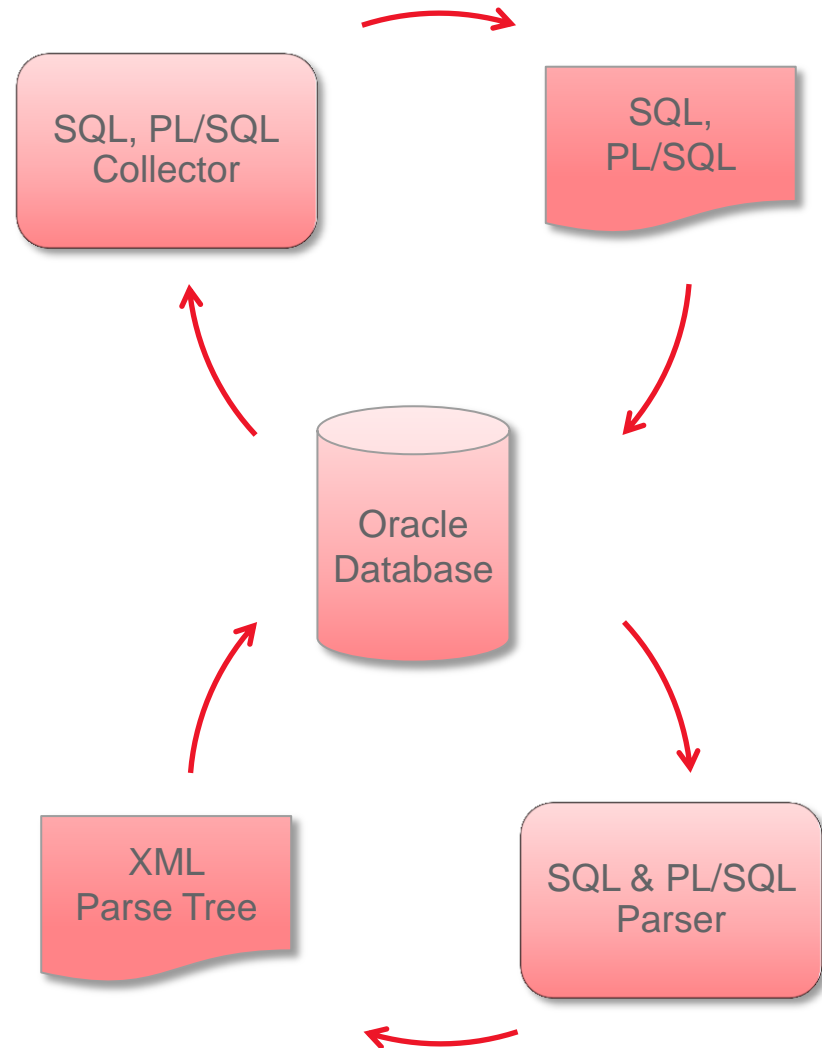 SQL, PL/SQL
Collector
SQL,
PL/SQL
Oracle
Database
XML
Parse Tree
SQL & PL/SQL
Parser